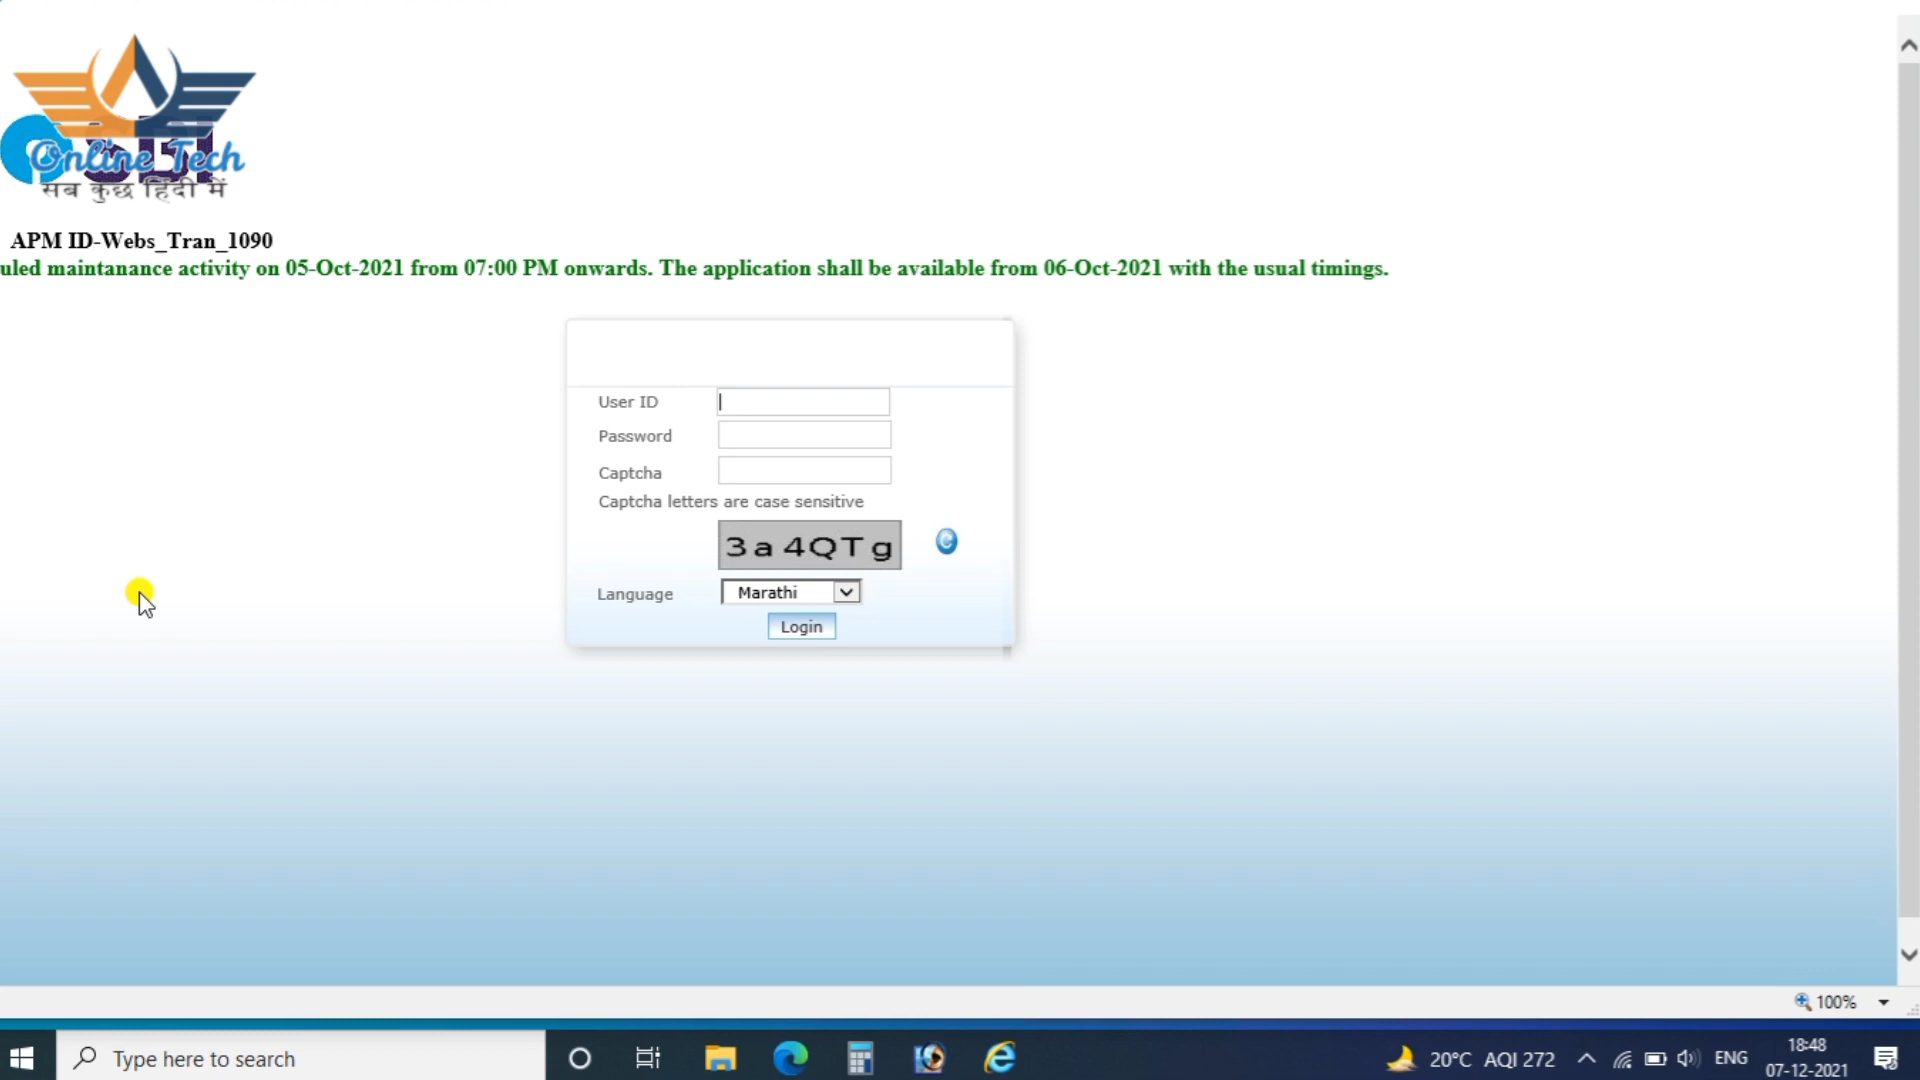 Online Tech
सब कुछ हिंदी में
APM ID-Webs_Tran_1090
uled maintanance activity on 05-Oct-2021 from 07:00 PM onwards. The application shall be available from 06-Oct-2021 with the usual timings.
User ID
Password
Captcha
Captcha letters are case sensitive
3a4QTg
Language Marathi
Login
100%
Type here to search
20°C AQI 272
ENG
18:48
07-12-2021